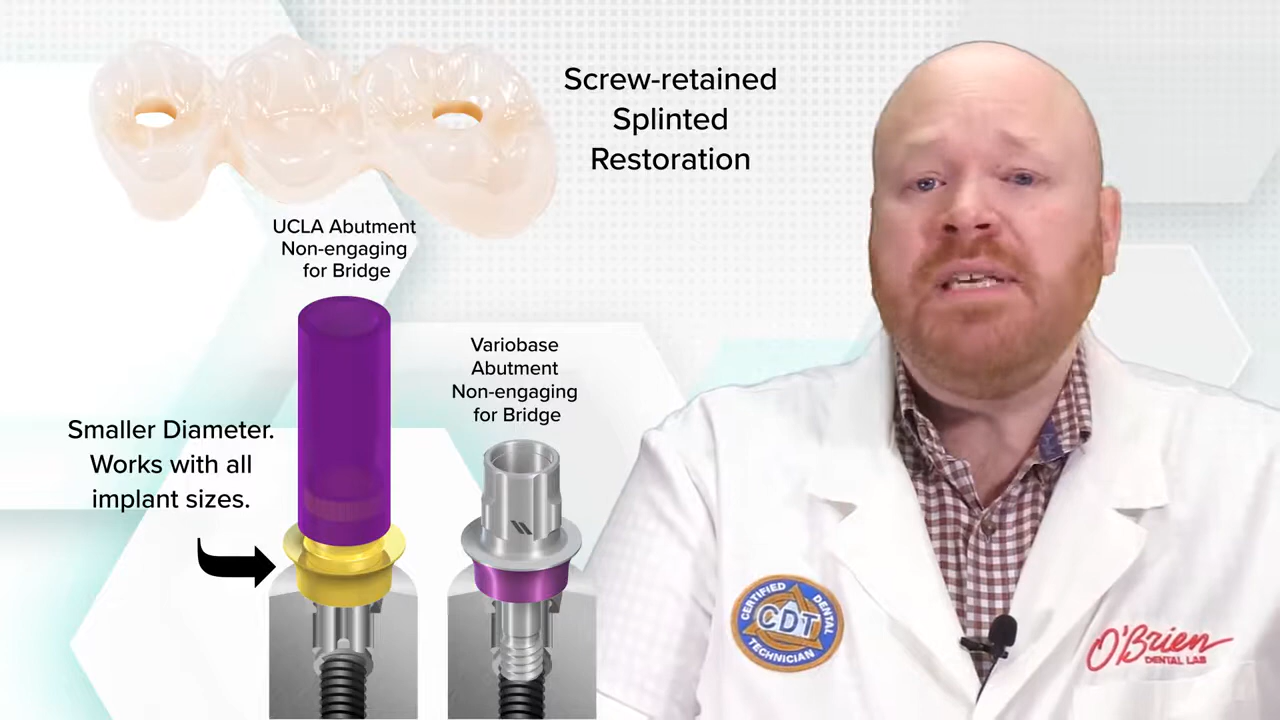 Screw-retained
Splinted
Restoration
UCLA Abutment
Non-engaging
for Bridge
Variobase
Abutment
Non-engaging
for Bridge
Smaller Diameter.
Works with all
implant sizes.
CERTIFIED DENTAL
CDT
TECHNICIAN
O'Brien
DENTAL LAB